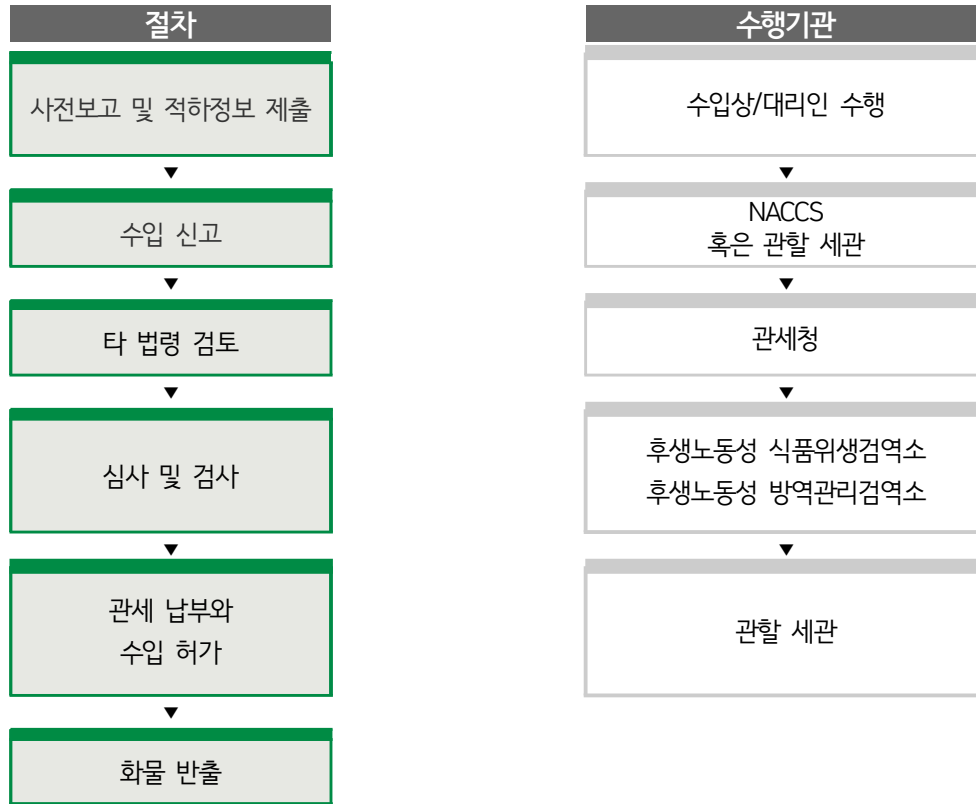 절차
수행기관
사전보고 및 적하정보 제출
수입상/대리인 수행
▼
▼
수입 신고
NACCS
혹은 관할 세관
▼
▼
타 법령 검토
관세청
▼
▼
심사 및 검사
후생노동성 식품위생검역소
후생노동성 방역관리검역소
▼
▼
관세 납부와
수입 허가
관할 세관
▼
화물 반출